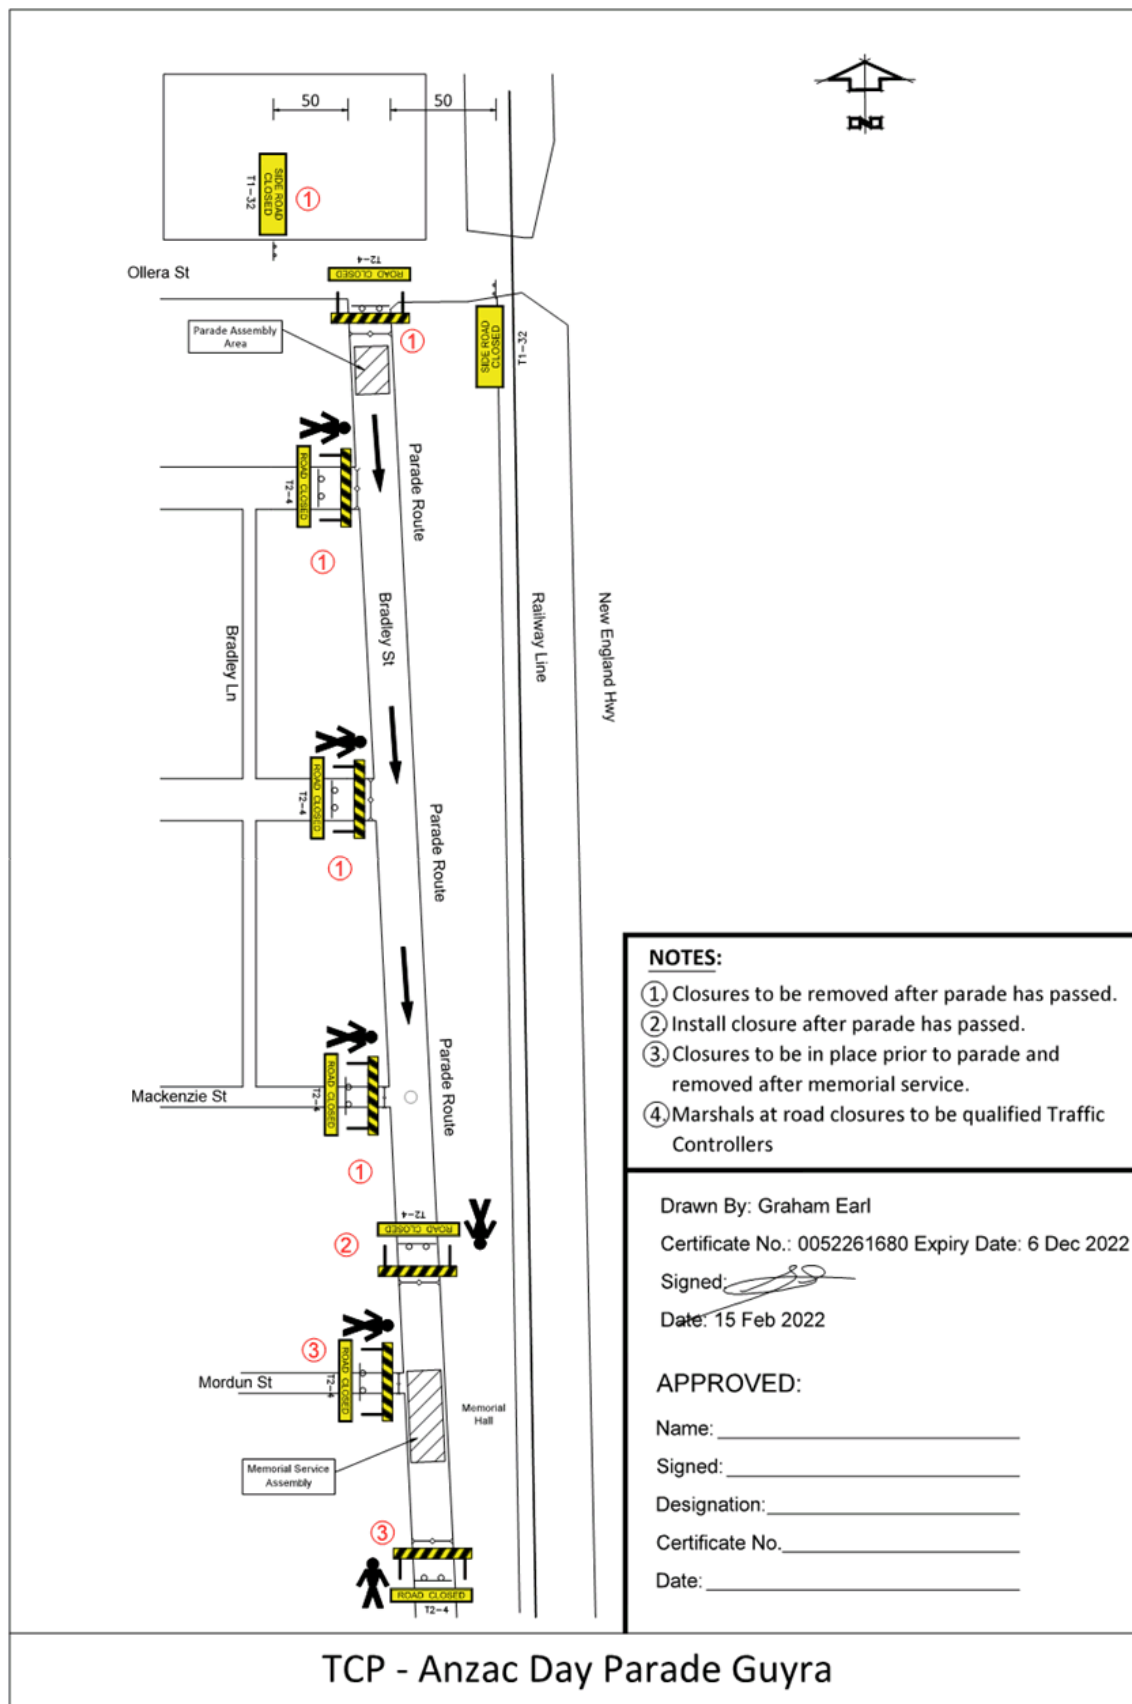 50
50
N
SIDE ROAD
CLOSED
T1-32
1
Ollera St
T2-4
ROAD CLOSED
Parade Assembly
Area
1
SIDE ROAD
CLOSED
T1-32
ROAD CLOSED
T2-4
Parade Route
1
Bradley St
Bradley Ln
Railway Line
New England Hwy
ROAD CLOSED
T2-4
Parade Route
1
NOTES:
1. Closures to be removed after parade has passed.
2. Install closure after parade has passed.
3. Closures to be in place prior to parade and
removed after memorial service.
4. Marshals at road closures to be qualified Traffic
Controllers
Mackenzie St
ROAD CLOSED
T2-4
Parade Route
1
T2-4
ROAD CLOSED
2
Drawn By: Graham Earl
Certificate No.: 0052261680 Expiry Date: 6 Dec 2022
Signed:
Date: 15 Feb 2022
3
ROAD CLOSED
T2-4
Mordun St
Memorial
Hall
Memorial Service
Assembly
3
ROAD CLOSED
T2-4
APPROVED:
Name:
Signed:
Designation:
Certificate No.
Date:
TCP - Anzac Day Parade Guyra